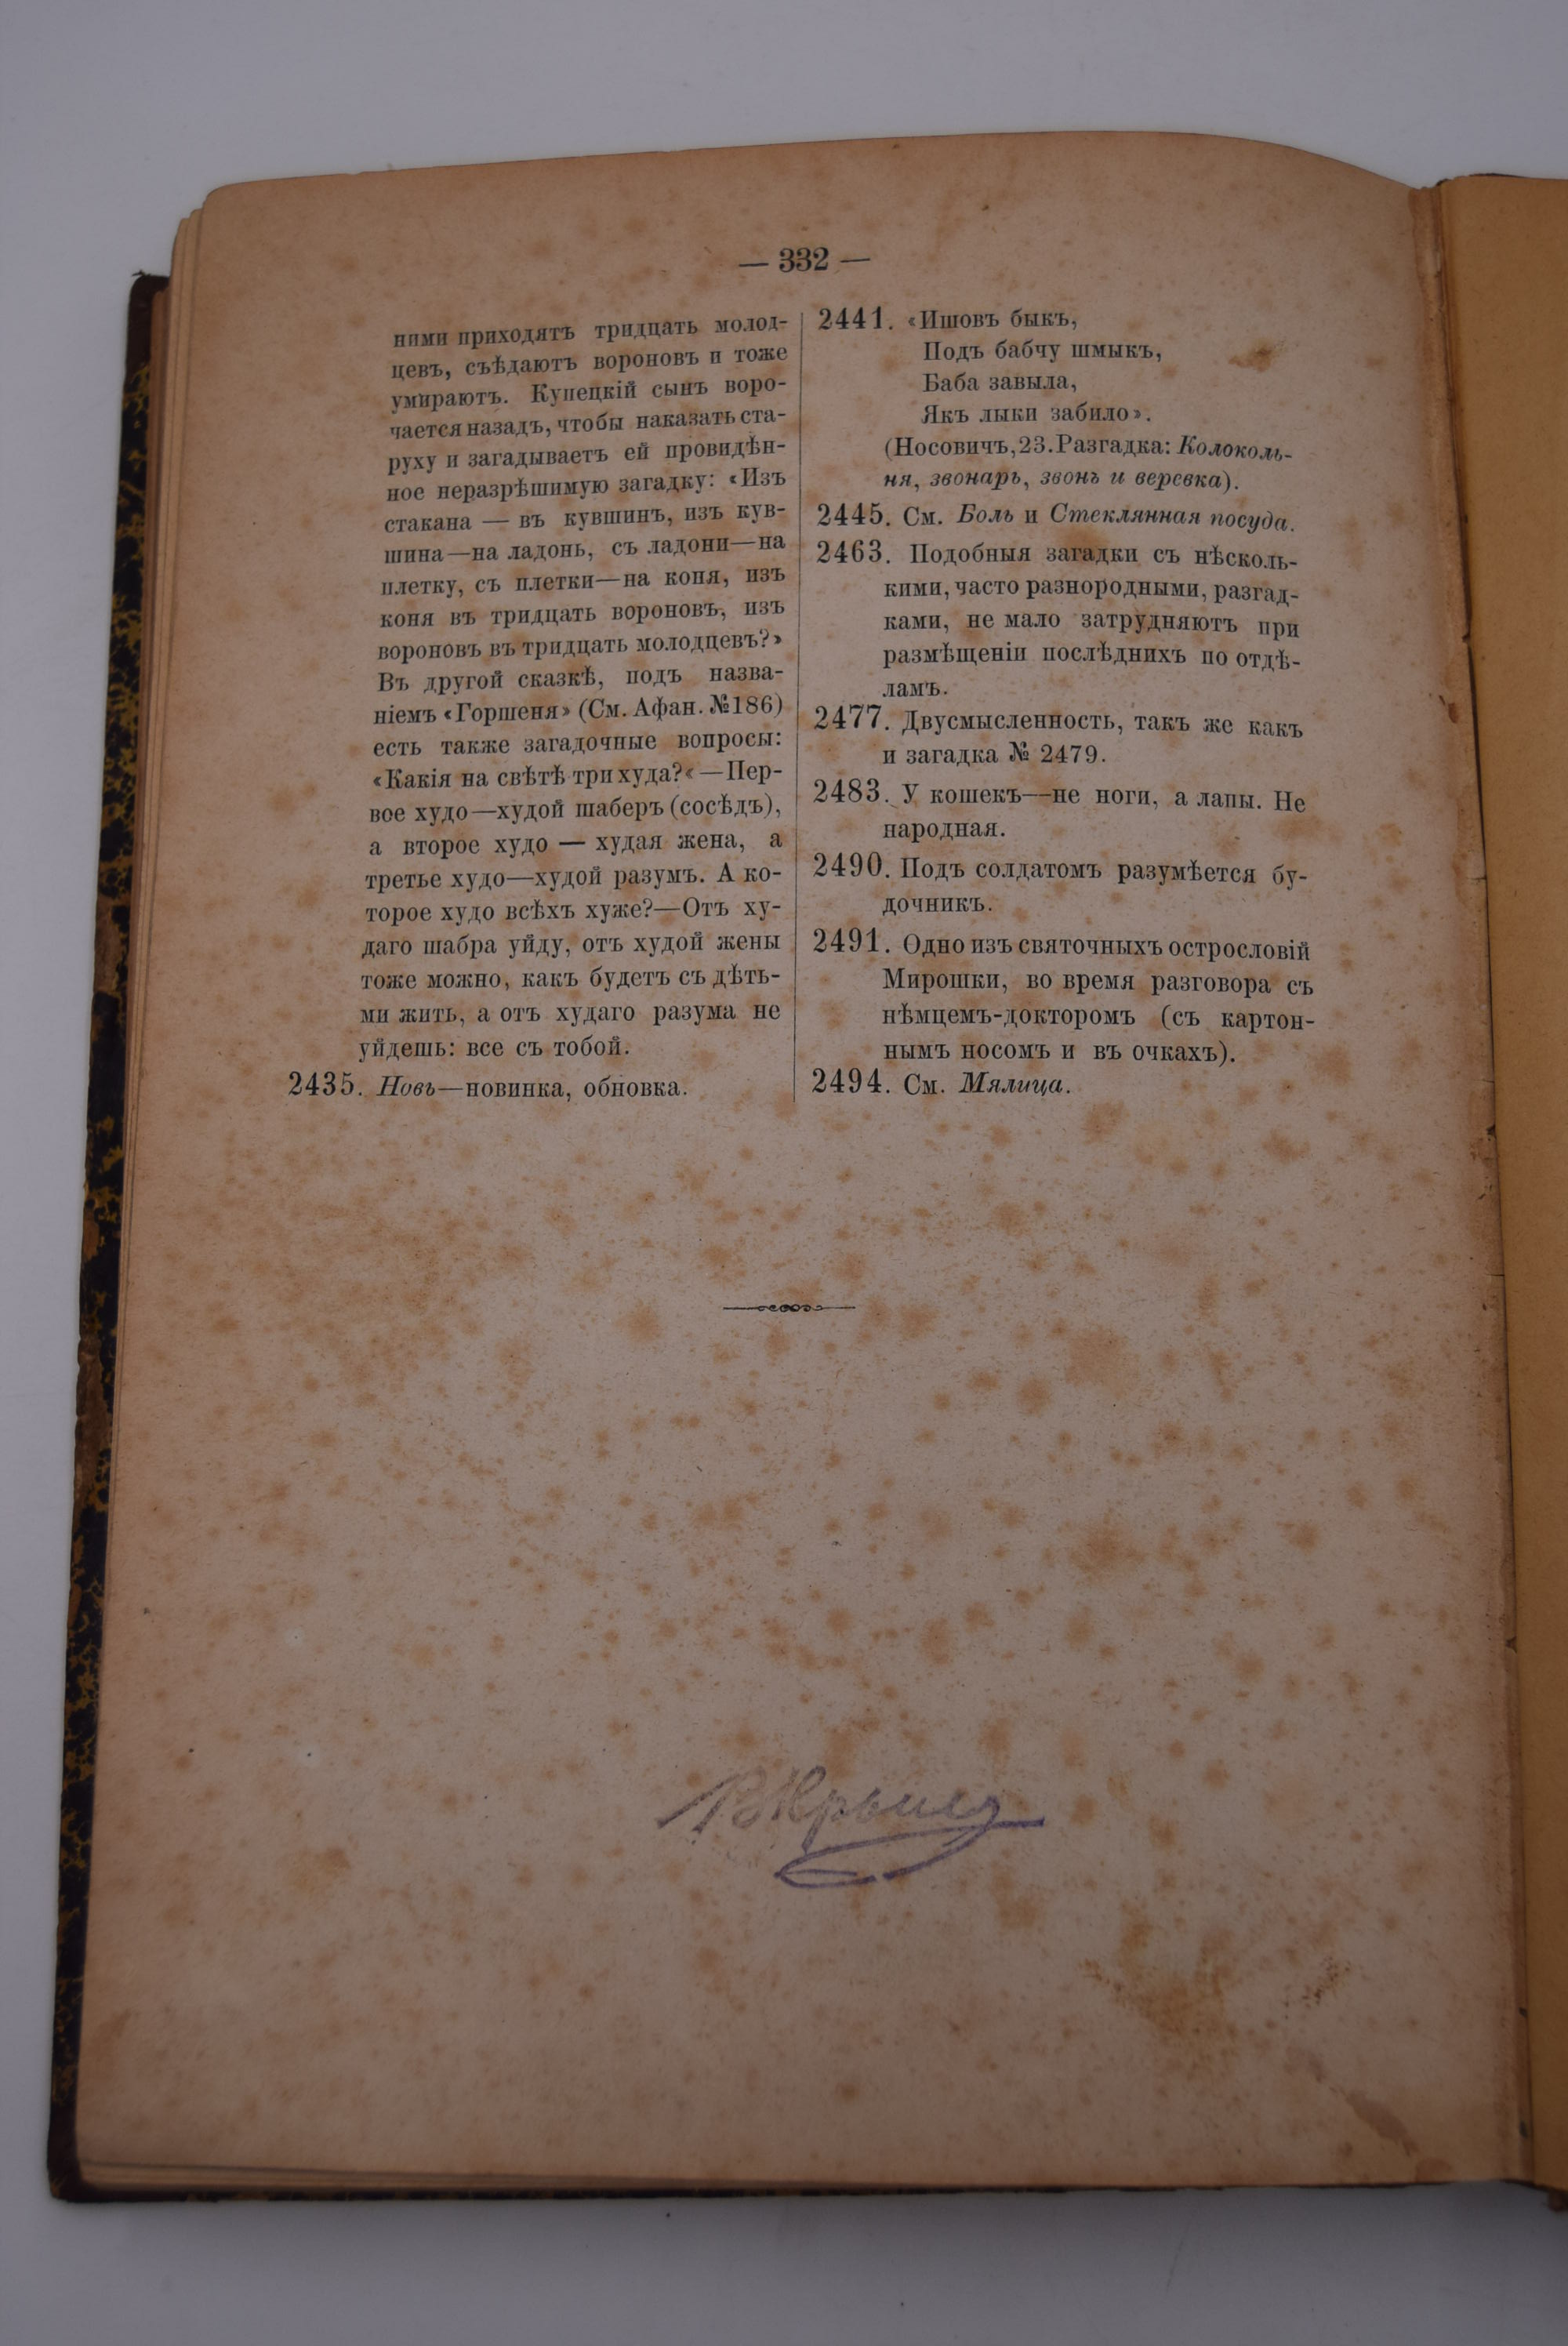 — 332 —
ними приходятъ тридцать молод-
цевъ, съѣдаютъ вороновъ и тоже
умираютъ. Купецкій сынъ воро-
чается назадъ, чтобы наказать ста-
руху и загадываетъ ей провидѣн-
ное неразрѣшимую загадку: «Изъ
стакана — въ кувшинъ, изъ кув-
шина—на ладонь, съ ладони—на
плетку, съ плетки—на коня, изъ
коня въ тридцать вороновъ, изъ
вороновъ въ тридцать молодцевъ?»
Въ другой сказкѣ, подъ назва-
ніемъ «Горшеня» (См. Афан. №186)
есть также загадочные вопросы:
«Какія на свѣтѣ три худа?«—Пер-
вое худо—худой шаберъ (сосѣдъ),
а второе худо — худая жена, а
третье худо—худой разумъ. А ко-
торое худо всѣхъ хуже?—Отъ ху-
даго шабра уйду, отъ худой жены
тоже можно, какъ будетъ съ дѣть-
ми жить, а отъ худаго разума не
уйдешь: все съ тобой.
2435. Новь—новинка, обновка.
2441. «Ишовъ быкъ,
Подъ бабчу шмыкъ,
Баба завыла,
Якъ лыки забило».
(Носовичъ, 23. Разгадка: Колоколь-
ня, звонарь, звонъ и веревка).
2445. См. Боль и Стеклянная посуда.
2463. Подобныя загадки съ нѣсколь-
кими, часто разнородными, разгад-
ками, не мало затрудняютъ при
размѣщеніи послѣднихъ по отдѣ-
ламъ.
2477. Двусмысленность, такъ же какъ
и загадка № 2479.
2483. У кошекъ—не ноги, а лапы. Не
народная.
2490. Подъ солдатомъ разумѣется бу-
дочникъ.
2491. Одно изъ святочныхъ острословій
Мирошки, во время разговора съ
нѣмцемъ-докторомъ (съ картон-
нымъ носомъ и въ очкахъ).
2494. См. Мялица.